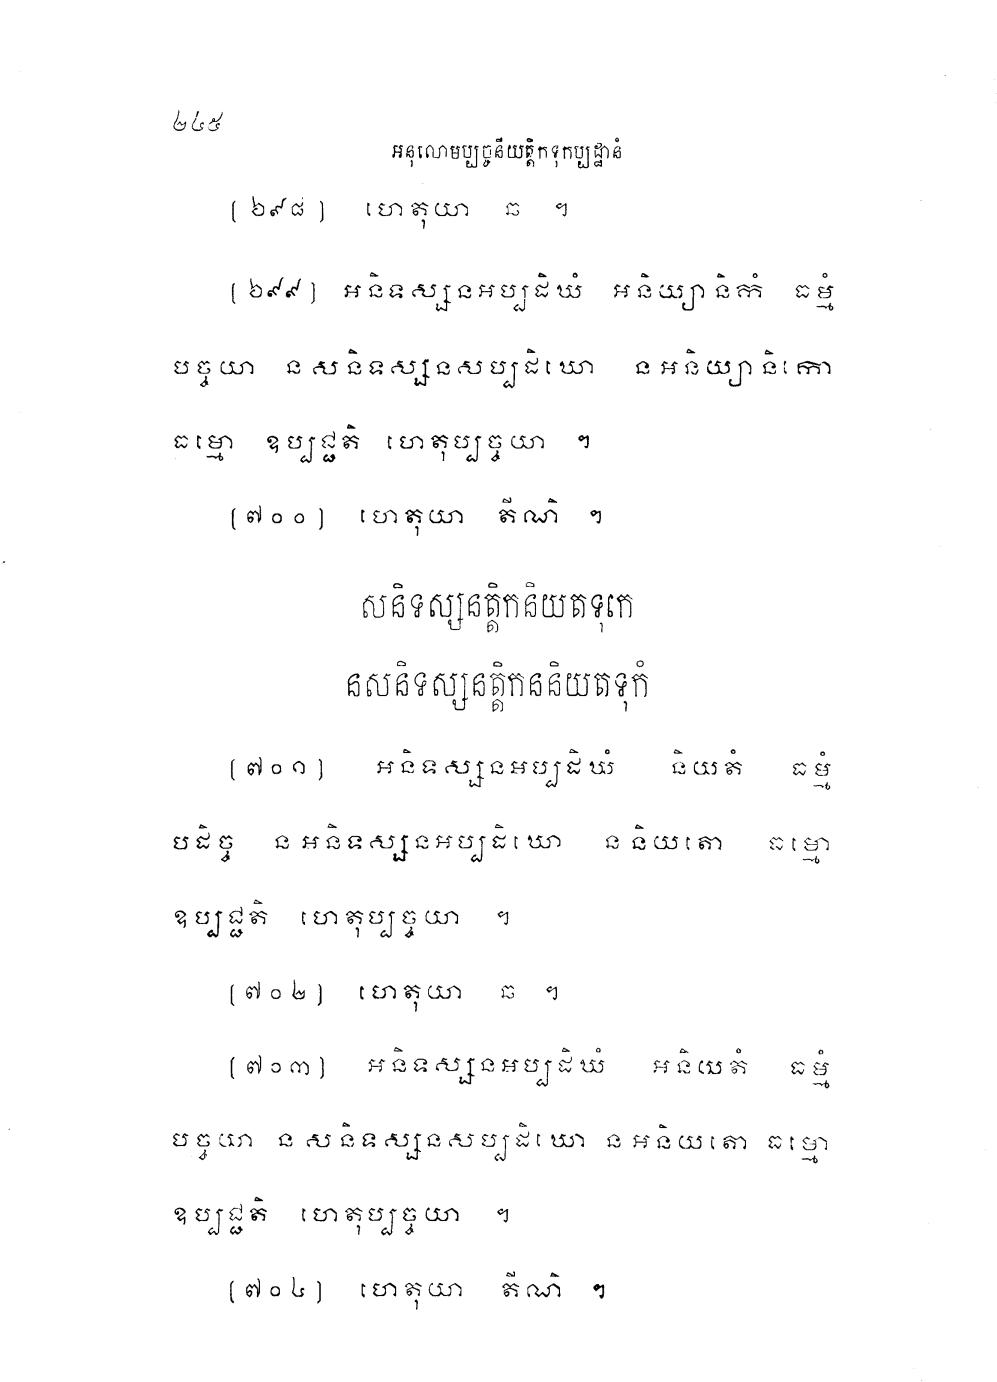 ២៤៥
អនុលោមប្បច្ចនីយត្តិកទុកប្បដ្ឋានំ
(៦៩៨) ហេតុយា ឆ ។
(៦៩៩) អនិទស្សនអប្បដិឃំ អនិយ្យានិកំ ធម្មំ
បច្ចយា ន សនិទស្សនសប្បដិឃោ ន អនិយ្យានិកោ
ធម្មោ ឧប្បជ្ជតិ ហេតុប្បច្ចយា ។
(៧០០) ហេតុយា តីណិ ។
សនិទស្សនត្តិកនិយតទុកេ
នសនិទស្សនត្តិកននិយតទុកំ
(៧០១) អនិទស្សនអប្បដិឃំ និយតំ ធម្មំ
បដិច្ច ន អនិទស្សនអប្បដិឃោ ន និយតោ ធម្មោ
ឧប្បជ្ជតិ ហេតុប្បច្ចយា ។
(៧០២) ហេតុយា ឆ ។
(៧០៣) អនិទស្សនអប្បដិឃំ អនិយតំ ធម្មំ
បច្ចយា ន សនិទស្សនសប្បដិឃោ ន អនិយតោ ធម្មោ
ឧប្បជ្ជតិ ហេតុប្បច្ចយា ។
(៧០៤) ហេតុយា តីណិ ។